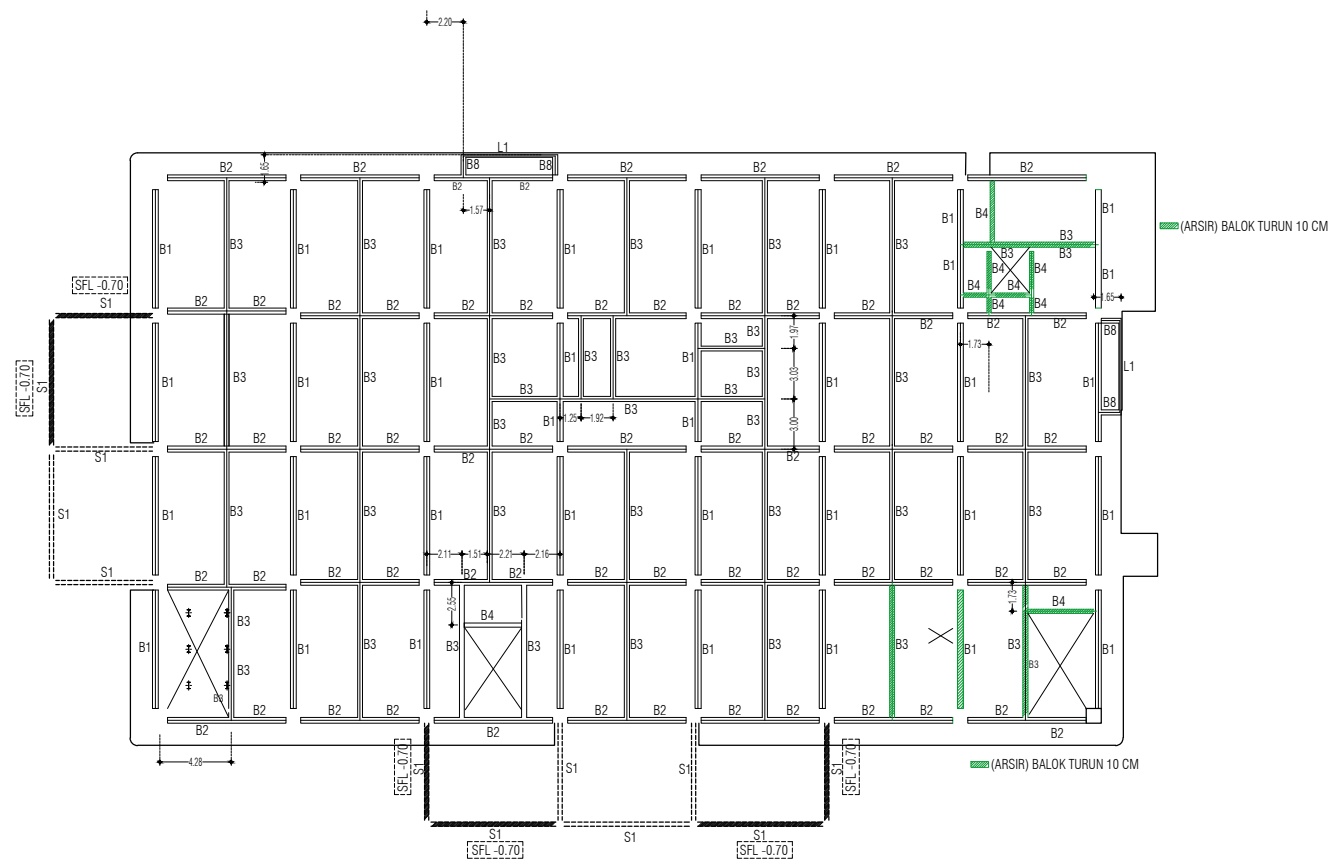 2.20
L1
B2 B2 B8 B8 B2 B2 B2 B2
1.65
B2 B2
1.57
B1 B3 B1 B3 B1 B3 B1 B3 B1 B3 B1 B3 B1 B4 B3 B1
(ARSIR) BALOK TURUN 10 CM
B3 B3
B1 B4 B4 B1
B4 B4
B4 B4
1.65
SFL -0.70
S1
B2 B2 B2 B2 B2 B2 B2 B2 B2 B2 B2 B2 B2 B2
B3 B3 B8
1.97
1.73
SFL -0.70
S1
B1 B3 B1 B3 B1 B3 B1 B3 B3 B1 B3 B1 B3 B1 B3 B1 L1
3.03
B3 B3 B8
B3
1.25 1.92
B3 B1 B1 B3
3.00
B2 B2 B2 B2 B2 B2 B2 B2 B2 B2 B2 B2
S1
B2 B2
S1
B1 B3 B1 B3 B1 B3 B1 B3 B1 B3 B1 B3 B1 B3 B1
2.11 1.51 2.21 2.16
S1
B2 B2 B2 B2 B2 B2 B2 B2 B2 B2 B2 B2 B2 B2
2.55
1.73
B4 B4
B1 B3 B1 B3 B1 B3 B3 B1 B3 B1 B3 B1 B3 B1 B3 B1
B3 B3
B3
B2 B2 B2 B2 B2 B2 B2 B2 B2 B2 B2
B2 B2 B2
4.28
SFL -0.70
S1 S1 S1 S1
SFL -0.70
(ARSIR) BALOK TURUN 10 CM
S1 S1 S1
SFL -0.70 SFL -0.70